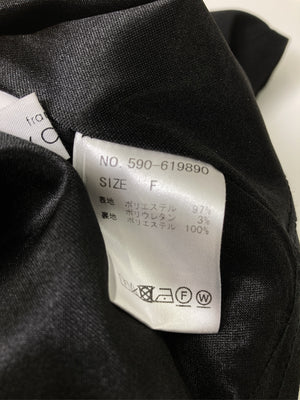 fra
NO. 590-619890
SIZE F
表地 ポリエステル 97%
ポリウレタン 3%
裏地 ポリエステル 100%
F W